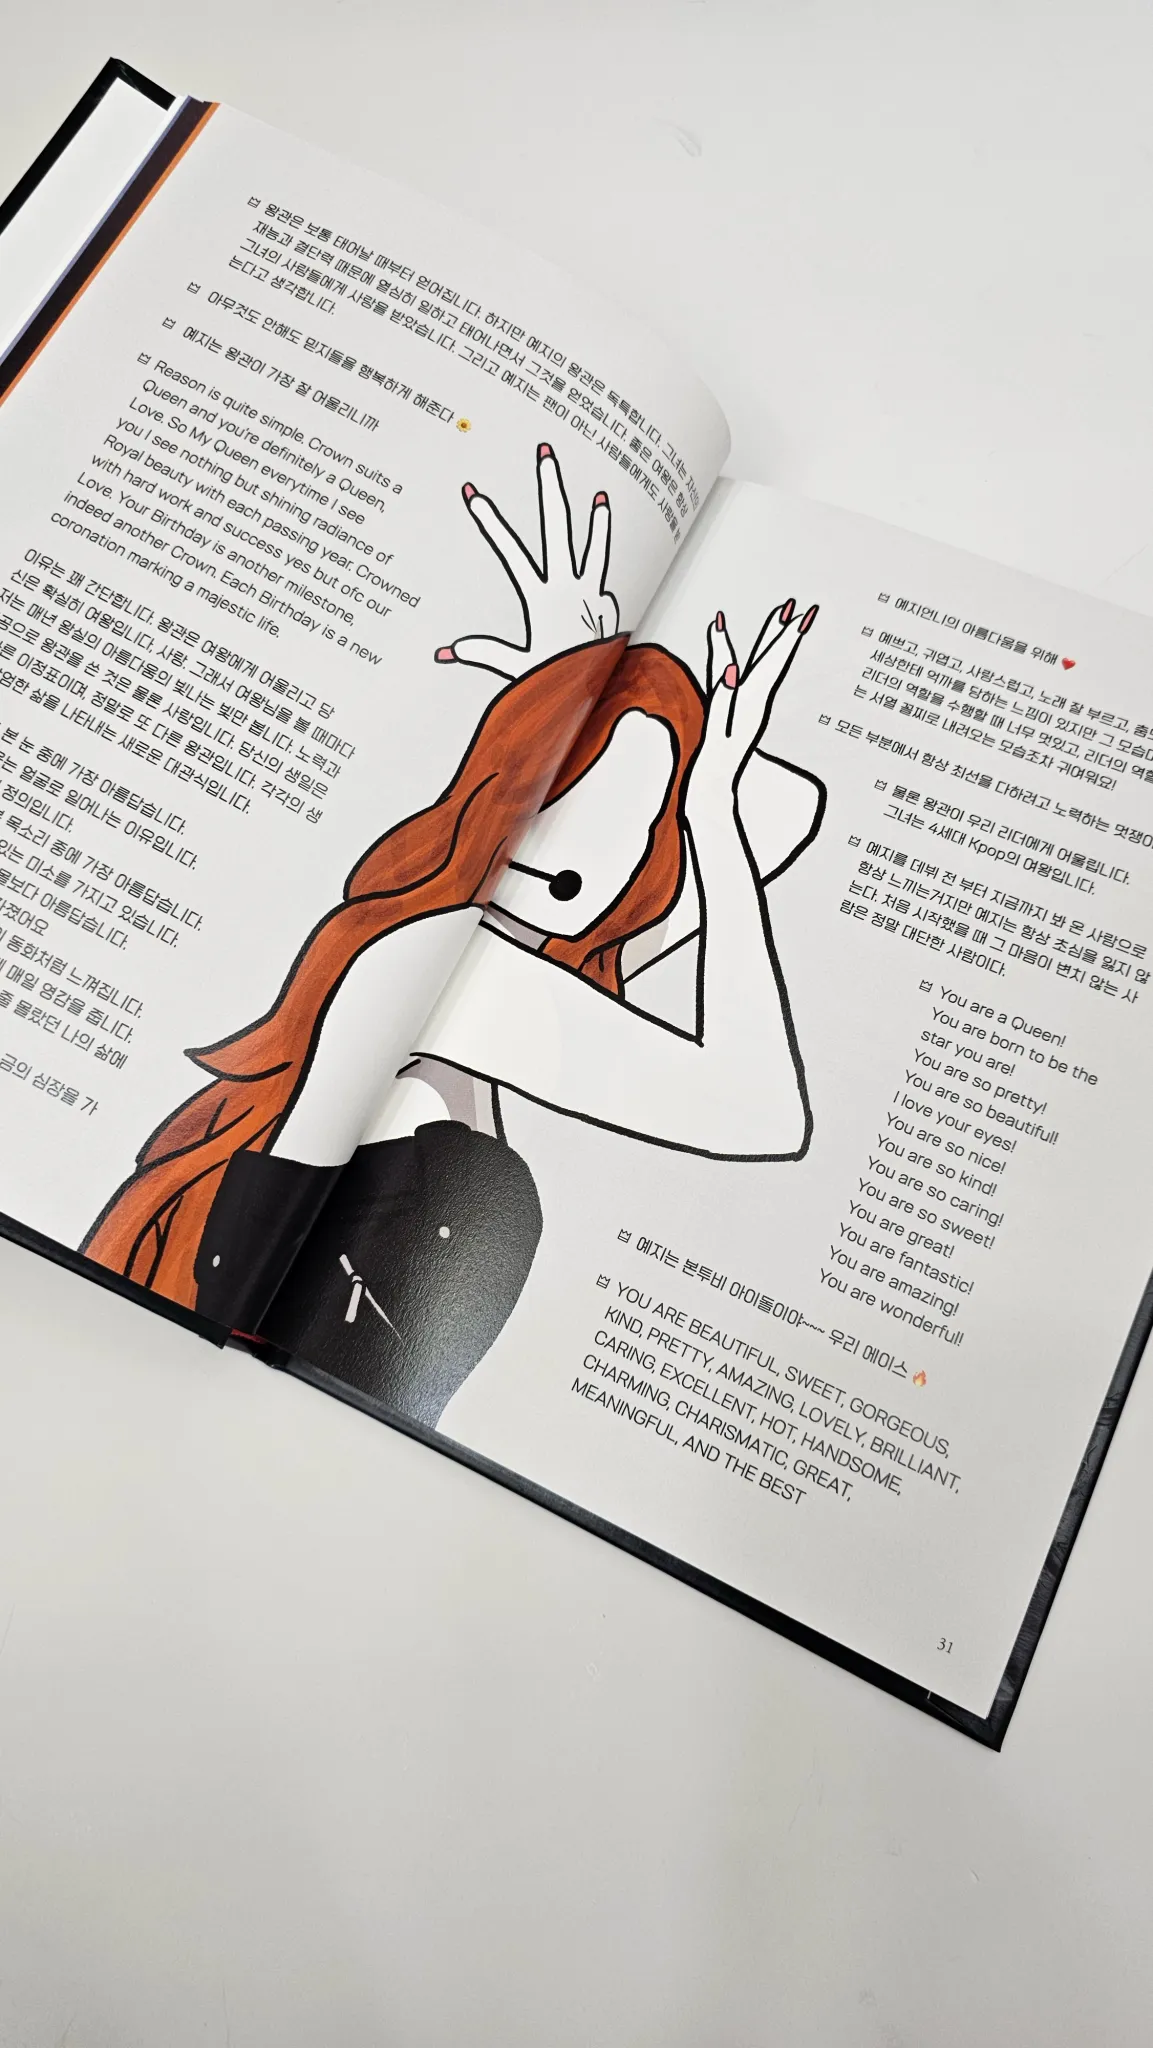 왕관은 보통 태어날 때부터 얻어집니다. 하지만 예지의 왕관은 독특합니다. 그녀는 자신의
재능과 결단력 때문에 열심히 일하고 태어나면서 그것을 얻었습니다. 좋은 여왕은 항상
그녀의 사람들에게 사랑을 받았습니다. 그리고 예지는 팬이 아닌 사람들에게도 사랑을 받
는다고 생각합니다.
아무것도 안해도 믿지들을 행복하게 해준다 🌼
예지는 왕관이 가장 잘 어울리니까
Reason is quite simple. Crown suits a
Queen and you're definitely a Queen,
Love. So My Queen everytime I see
you I see nothing but shining radiance of
Royal beauty with each passing year. Crowned
with hard work and success yes but ofc our
Love. Your Birthday is another milestone,
indeed another Crown. Each Birthday is a new
coronation marking a majestic life.
이유는 꽤 간단합니다. 왕관은 여왕에게 어울리고 당
신은 확실히 여왕입니다, 사랑. 그래서 여왕님을 볼 때마다
저는 매년 왕실의 아름다움의 빛나는 빛만 봅니다. 노력과
공으로 왕관을 쓴 것은 물론 사랑입니다. 당신의 생일은
이정표이며, 정말로 또 다른 왕관입니다. 각각의 생
삶을 나타내는 새로운 대관식입니다.
본 눈 중에 가장 아름답습니다.
얼굴로 일어나는 이유입니다.
정의입니다.
목소리 중에 가장 아름답습니다.
있는 미소를 가지고 있습니다.
보다 아름답습니다.
동화처럼 느껴집니다.
매일 영감을 줍니다.
줄 몰랐던 나의 삶에
금의 심장을 가
예지언니의 아름다움을 위해 ❤️
예쁘고, 귀엽고, 사랑스럽고, 노래 잘 부르고, 춤
세상한테 억까를 당하는 느낌이 있지만 그 모습
리더의 역할을 수행할 때 너무 멋있고, 리더의 역할
는 서열 꼴찌로 내려오는 모습조차 귀여워요!
모든 부분에서 항상 최선을 다하려고 노력하는 멋쟁이
물론 왕관이 우리 리더에게 어울립니다.
그녀는 4세대 Kpop의 여왕입니다.
예지를 데뷔 전 부터 지금까지 봐 온 사람으로
항상 느끼는거지만 예지는 항상 초심을 잃지 않
는다. 처음 시작했을 때 그 마음이 변치 않는 사
람은 정말 대단한 사람이다.
You are a Queen!
You are born to be the
star you are!
You are so pretty!
You are so beautiful!
I love your eyes!
You are so nice!
You are so kind!
You are so caring!
You are so sweet!
You are great!
You are fantastic!
You are amazing!
You are wonderful!
예지는 본투비 아이돌이야~~~ 우리 에이스 🔥
YOU ARE BEAUTIFUL, SWEET, GORGEOUS,
KIND, PRETTY, AMAZING, LOVELY, BRILLIANT,
CARING, EXCELLENT, HOT, HANDSOME,
CHARMING, CHARISMATIC, GREAT,
MEANINGFUL, AND THE BEST
31